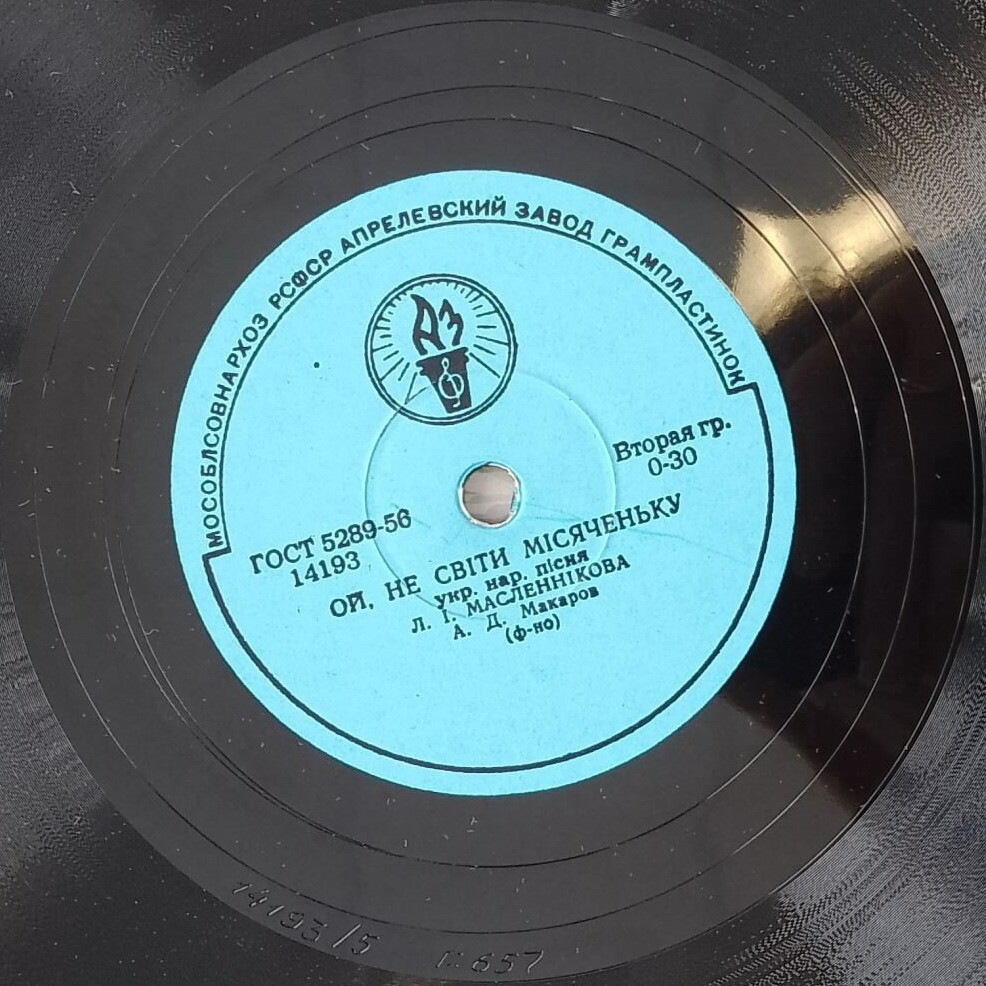 МОСОБЛСОВНАРХОЗ РСФСР АПРЕЛЕВСКИЙ ЗАВОД ГРАМПЛАСТИНОК
АЗ
Вторая гр.
0-30
ГОСТ 5289-56
14193
ОЙ, НЕ СВІТИ МІСЯЧЕНЬКУ
укр. нар. пісня
Л. І. МАСЛЕННІКОВА
А. Д. Макаров
(ф-но)
14193/5
657